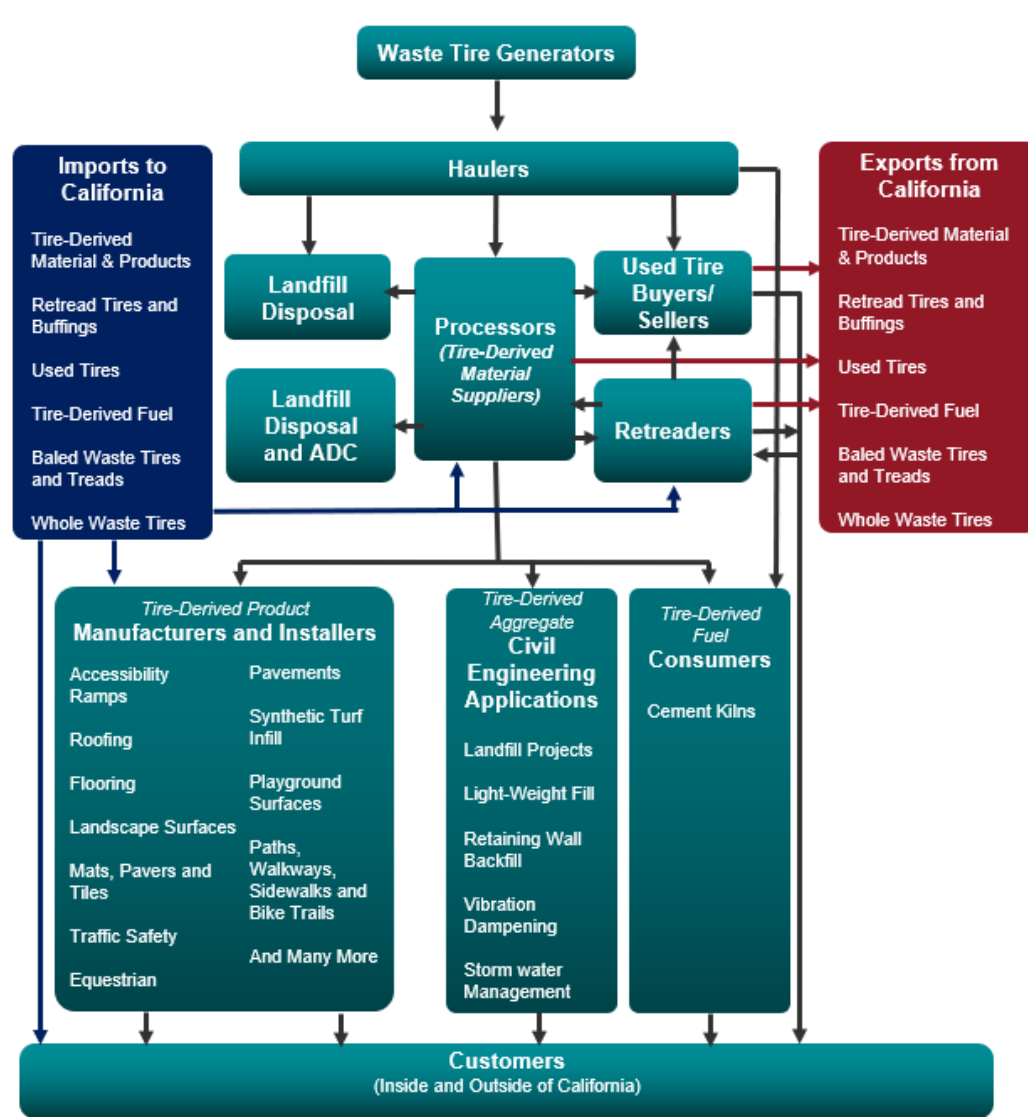 Waste Tire Generators
Haulers
Imports to
California
Tire-Derived
Material & Products
Retread Tires and
Buffings
Used Tires
Tire-Derived Fuel
Baled Waste Tires
and Treads
Whole Waste Tires
Landfill
Disposal
Landfill
Disposal
and ADC
Processors
(Tire-Derived
Material
Suppliers)
Used Tire
Buyers/
Sellers
Retreaders
Exports from
California
Tire-Derived Material
& Products
Retread Tires and
Buffings
Used Tires
Tire-Derived Fuel
Baled Waste Tires
and Treads
Whole Waste Tires
Tire-Derived Product
Manufacturers and Installers
Accessibility
Ramps
Roofing
Flooring
Landscape Surfaces
Mats, Pavers and
Tiles
Traffic Safety
Equestrian
Pavements
Synthetic Turf
Infill
Playground
Surfaces
Paths,
Walkways,
Sidewalks and
Bike Trails
And Many More
Tire-Derived
Aggregate
Civil
Engineering
Applications
Landfill Projects
Light-Weight Fill
Retaining Wall
Backfill
Vibration
Dampening
Storm water
Management
Tire-Derived
Fuel
Consumers
Cement Kilns
Customers
(Inside and Outside of California)